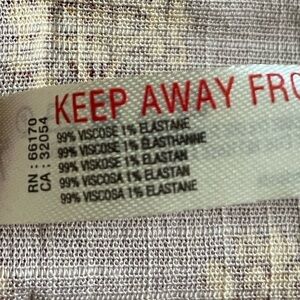 KEEP AWAY FRO
RN : 66170
CA : 32054
99% VISCOSE 1% ELASTANE
99% VISCOSE 1% ÉLASTHANNE
99% VISKOSE 1% ELASTAN
99% VISCOSA 1% ELASTAN
99% VISCOSA 1% ELASTANE